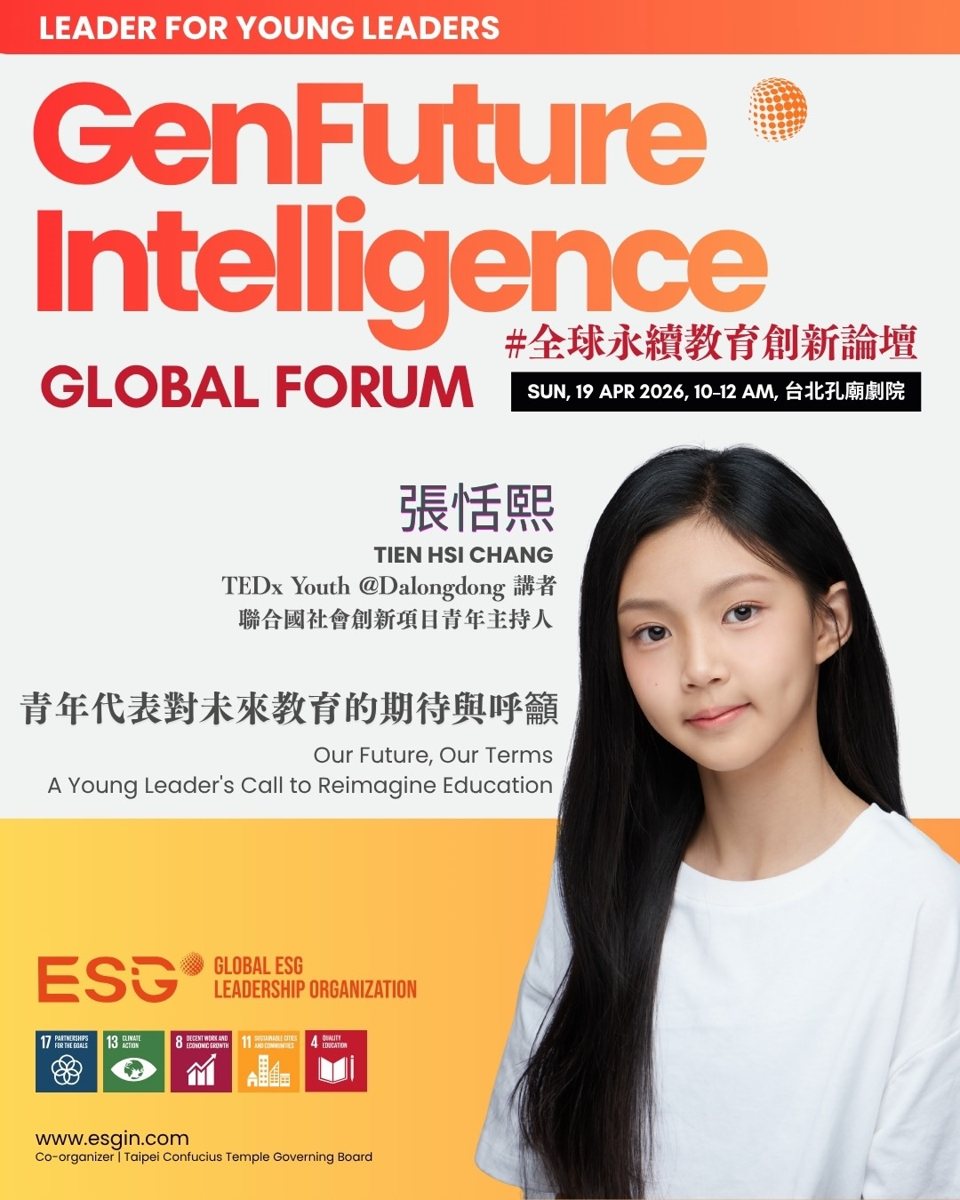 LEADER FOR YOUNG LEADERS
GenFuture
Intelligence
#全球永續教育創新論壇
GLOBAL FORUM
SUN, 19 APR 2026, 10-12 AM, 台北孔廟劇院
張恬熙
TIEN HSI CHANG
TEDx Youth @Dalongdong 講者
聯合國社會創新項目青年主持人
青年代表對未來教育的期待與呼籲
Our Future, Our Terms
A Young Leader's Call to Reimagine Education
ESG
GLOBAL ESG
LEADERSHIP ORGANIZATION
17 PARTNERSHIPS FOR THE GOALS
13 CLIMATE ACTION
8 DECENT WORK AND ECONOMIC GROWTH
11 SUSTAINABLE CITIES AND COMMUNITIES
4 QUALITY EDUCATION
www.esgin.com
Co-organizer | Taipei Confucius Temple Governing Board